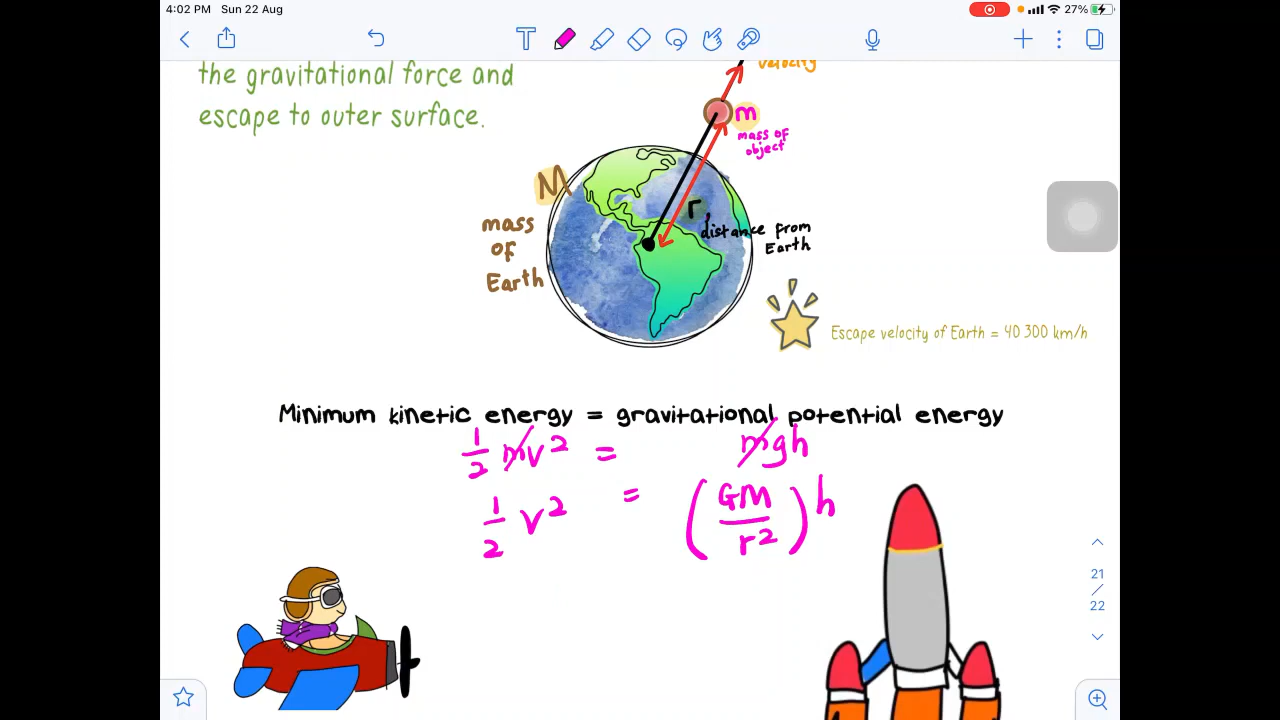 4:02 PM Sun 22 Aug
27%
T
the gravitational force and
escape to outer surface.
velocity
m
mass of
object
M
mass
of
Earth
r,
distance from
Earth
Escape velocity of Earth = 40 300 km/h
Minimum kinetic energy = gravitational potential energy
1/2 mv² = mgh
1/2 v² = (GM/r²)h
21
/
22